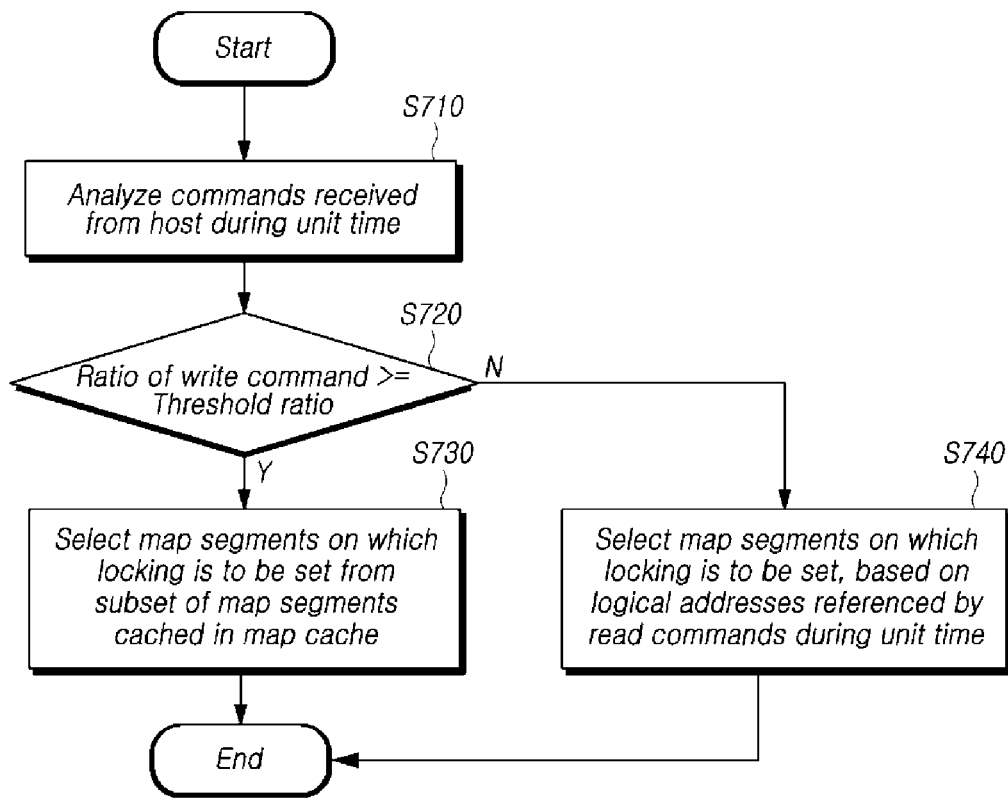 Start
S710
Analyze commands received
from host during unit time
S720
Ratio of write command >=
Threshold ratio
N
Y
S730
Select map segments on which
locking is to be set from
subset of map segments
cached in map cache
S740
Select map segments on which
locking is to be set, based on
logical addresses referenced by
read commands during unit time
End